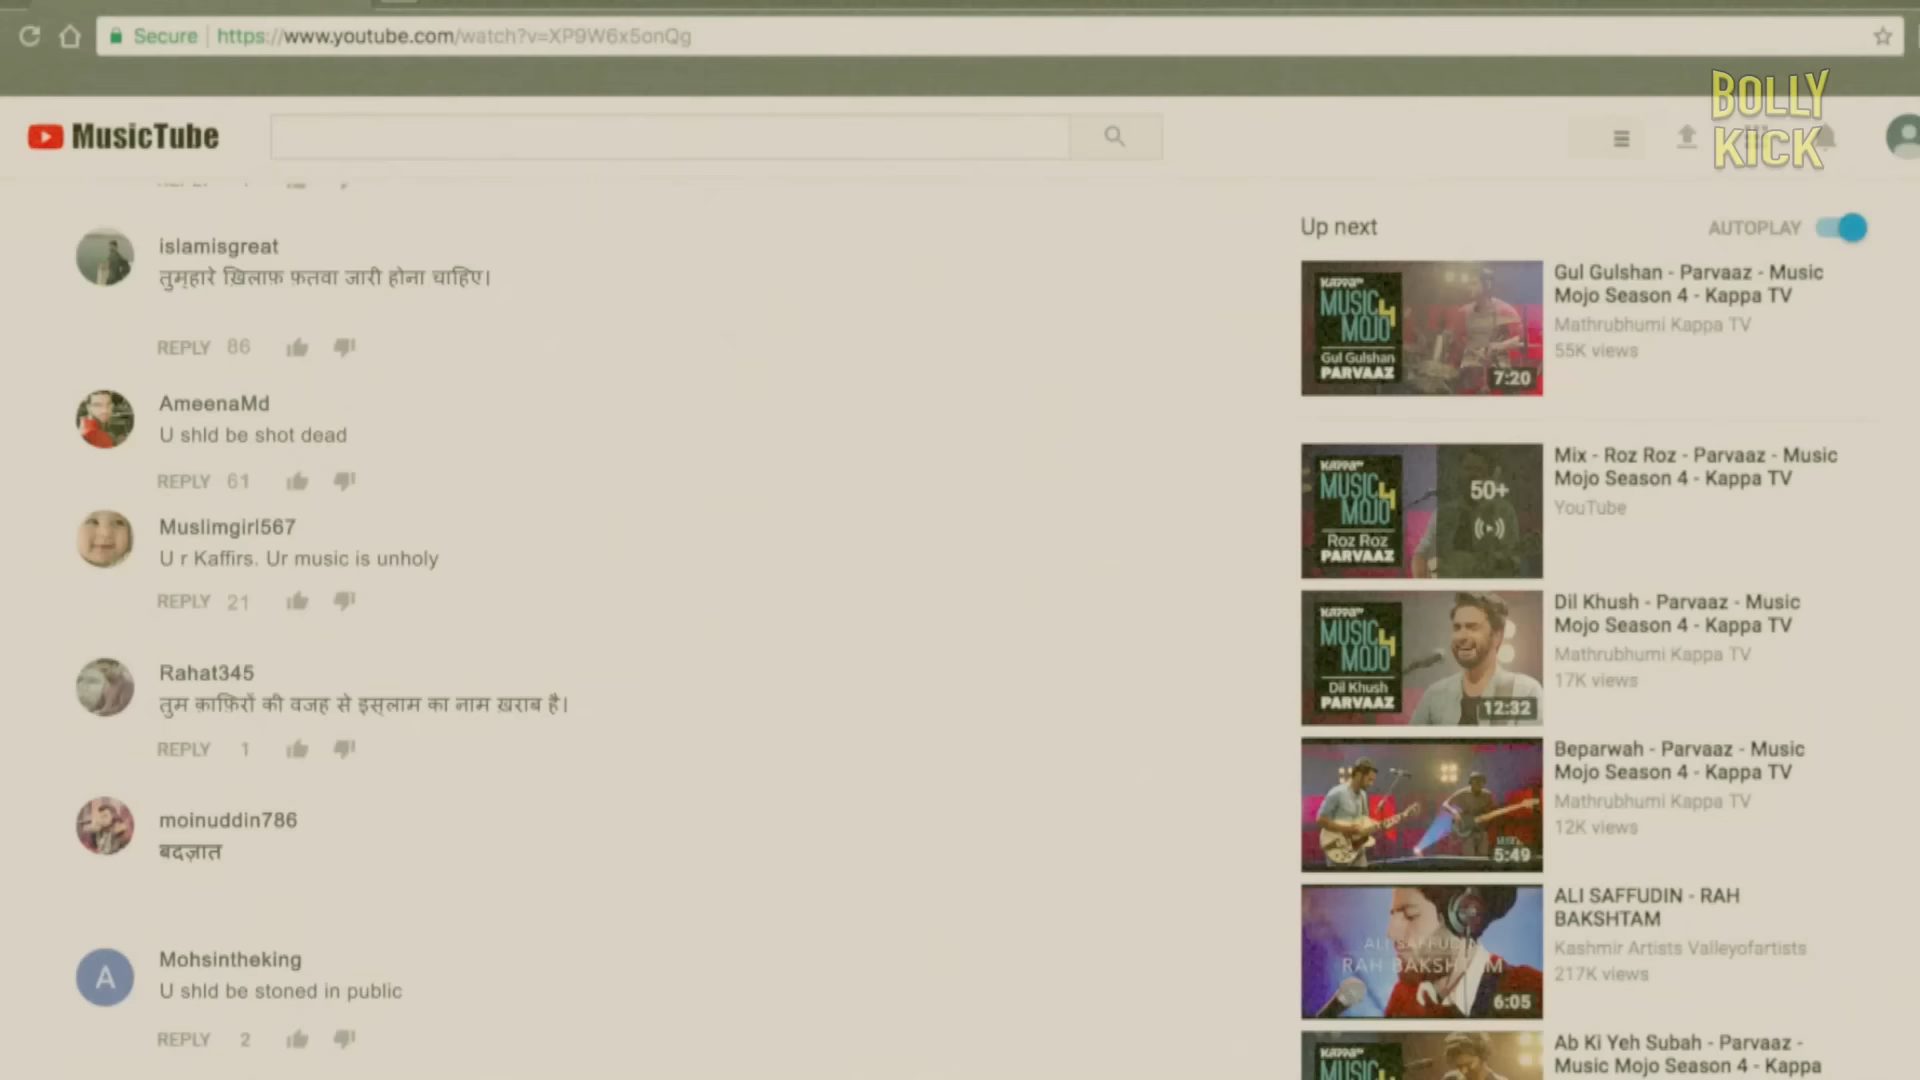 Secure https://www.youtube.com/watch?v=XP9W6x5onQg
BOLLY
KICK
MusicTube
islamisgreat
तुम्हारे ख़िलाफ़ फ़तवा जारी होना चाहिए।
REPLY 86
AmeenaMd
U shld be shot dead
REPLY 61
Muslimgirl567
U r Kaffirs. Ur music is unholy
REPLY 21
Rahat345
तुम क़ाफ़िरों की वजह से इस्लाम का नाम ख़राब है।
REPLY 1
moinuddin786
बदज़ात
Mohsintheking
A
U shld be stoned in public
REPLY 2
Up next
AUTOPLAY
KAPPA
MUSIC 4
MOJO
Gul Gulshan
PARVAAZ
7:20
Gul Gulshan - Parvaaz - Music
Mojo Season 4 - Kappa TV
Mathrubhumi Kappa TV
55K views
KAPPA
MUSIC 4
MOJO
Roz Roz
PARVAAZ
50+
Mix - Roz Roz - Parvaaz - Music
Mojo Season 4 - Kappa TV
YouTube
KAPPA
MUSIC 4
MOJO
Dil Khush
PARVAAZ
12:32
Dil Khush - Parvaaz - Music
Mojo Season 4 - Kappa TV
Mathrubhumi Kappa TV
17K views
5:49
Beparwah - Parvaaz - Music
Mojo Season 4 - Kappa TV
Mathrubhumi Kappa TV
12K views
ALI SAFFUDIN
RAH BAKSHTAM
6:05
ALI SAFFUDIN - RAH
BAKSHTAM
Kashmir Artists Valleyofartists
217K views
KAPPA
MUSIC
Ab Ki Yeh Subah - Parvaaz -
Music Mojo Season 4 - Kappa